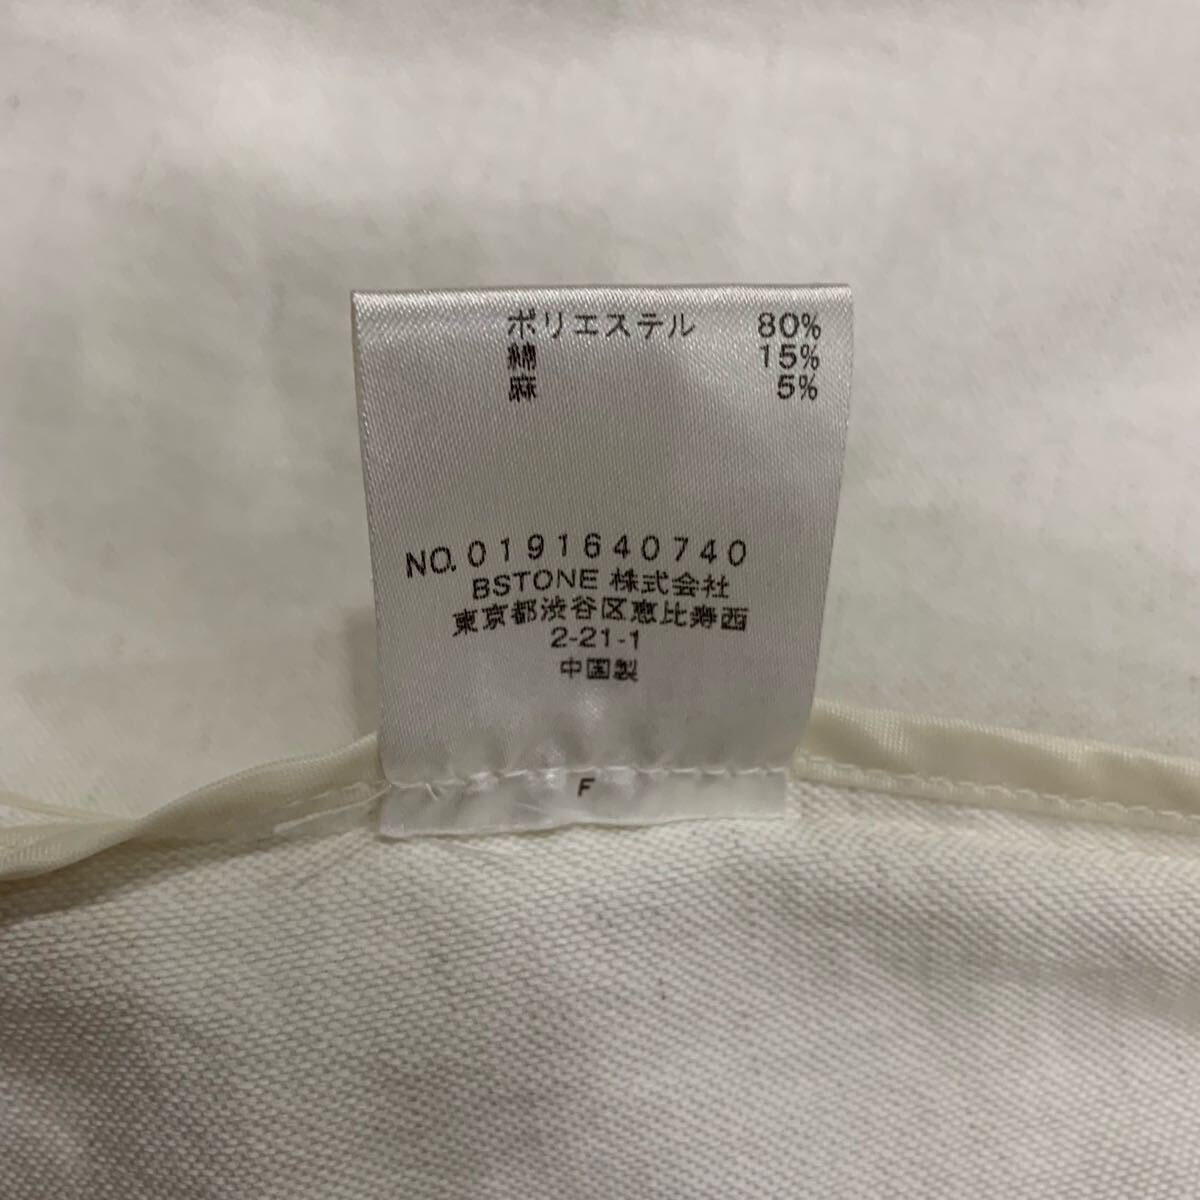 ポリエステル 80%
綿 15%
麻 5%
NO.0191640740
BSTONE 株式会社
東京都渋谷区恵比寿西
2-21-1
中国製
F